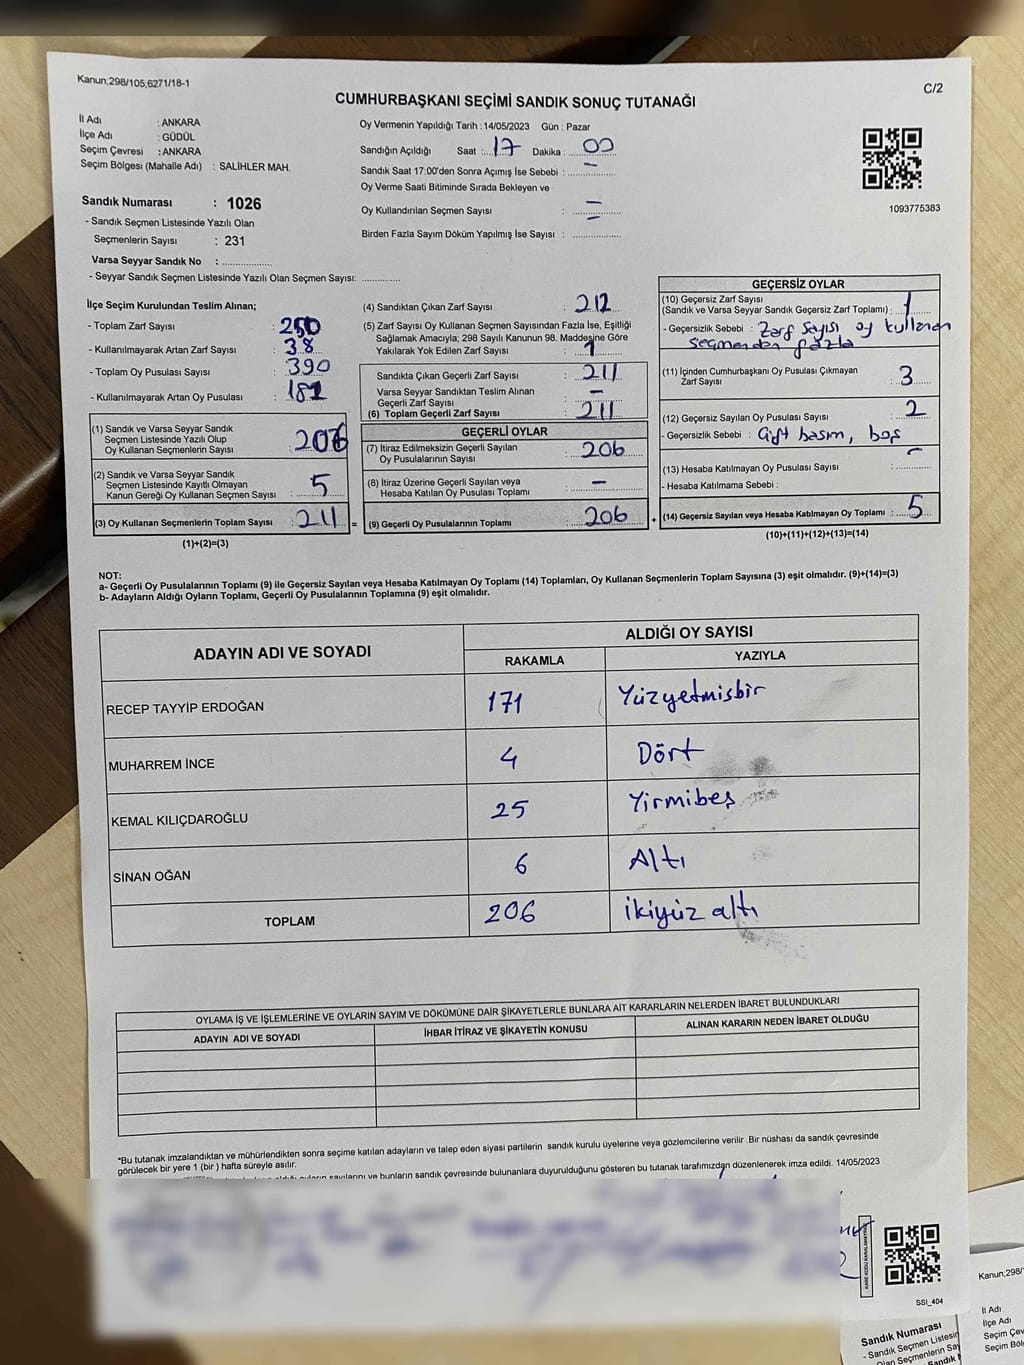 Kanun,298/105,6271/18-1
C/2
CUMHURBAŞKANI SEÇİMİ SANDIK SONUÇ TUTANAĞI
İl Adı : ANKARA
İlçe Adı : GÜDÜL
Seçim Çevresi : ANKARA
Seçim Bölgesi (Mahalle Adı) : SALİHLER MAH.
Sandık Numarası : 1026
- Sandık Seçmen Listesinde Yazılı Olan
Seçmenlerin Sayısı : 231
Varsa Seyyar Sandık No : ..............
- Seyyar Sandık Seçmen Listesinde Yazılı Olan Seçmen Sayısı: ............
Oy Vermenin Yapıldığı Tarih :14/05/2023 Gün : Pazar
Sandığın Açıldığı Saat : 17 Dakika : 00
Sandık Saat 17:00'den Sonra Açımış İse Sebebi : –
Oy Verme Saati Bitiminde Sırada Bekleyen ve
Oy Kullandırılan Seçmen Sayısı : –
Birden Fazla Sayım Döküm Yapılmış İse Sayısı : –
1093775383
İlçe Seçim Kurulundan Teslim Alınan;
- Toplam Zarf Sayısı : 250
- Kullanılmayarak Artan Zarf Sayısı : 38
- Toplam Oy Pusulası Sayısı : 390
- Kullanılmayarak Artan Oy Pusulası :
(1) Sandık ve Varsa Seyyar Sandık
Seçmen Listesinde Yazılı Olup
Oy Kullanan Seçmenlerin Sayısı : 206
(2) Sandık ve Varsa Seyyar Sandık
Seçmen Listesinde Kayıtlı Olmayan
Kanun Gereği Oy Kullanan Seçmen Sayısı : 5
(3) Oy Kullanan Seçmenlerin Toplam Sayısı : 211 =
(1)+(2)=(3)
(4) Sandıktan Çıkan Zarf Sayısı : 212
(5) Zarf Sayısı Oy Kullanan Seçmen Sayısından Fazla İse, Eşitliği
Sağlamak Amacıyla; 298 Sayılı Kanunun 98. Maddesine Göre
Yakılarak Yok Edilen Zarf Sayısı : 1
Sandıkta Çıkan Geçerli Zarf Sayısı : 211
Varsa Seyyar Sandıktan Teslim Alınan
Geçerli Zarf Sayısı : –
(6) Toplam Geçerli Zarf Sayısı : 211
GEÇERLİ OYLAR
(7) İtiraz Edilmeksizin Geçerli Sayılan
Oy Pusulalarının Sayısı : 206
(8) İtiraz Üzerine Geçerli Sayılan veya
Hesaba Katılan Oy Pusulası Toplamı : –
(9) Geçerli Oy Pusulalarının Toplamı : 206 +
GEÇERSİZ OYLAR
(10) Geçersiz Zarf Sayısı
(Sandık ve Varsa Seyyar Sandık Geçersiz Zarf Toplamı) : 1
- Geçersizlik Sebebi : Zarf sayısı oy kullanan
seçmenden fazla
(11) İçinden Cumhurbaşkanı Oy Pusulası Çıkmayan
Zarf Sayısı : 3
(12) Geçersiz Sayılan Oy Pusulası Sayısı : 2
- Geçersizlik Sebebi : Çift basım, boş
(13) Hesaba Katılmayan Oy Pusulası Sayısı : –
- Hesaba Katılmama Sebebi :
(14) Geçersiz Sayılan veya Hesaba Katılmayan Oy Toplamı : 5
(10)+(11)+(12)+(13)=(14)
NOT:
a- Geçerli Oy Pusulalarının Toplamı (9) ile Geçersiz Sayılan veya Hesaba Katılmayan Oy Toplamı (14) Toplamları, Oy Kullanan Seçmenlerin Toplam Sayısına (3) eşit olmalıdır. (9)+(14)=(3)
b- Adayların Aldığı Oyların Toplamı, Geçerli Oy Pusulalarının Toplamına (9) eşit olmalıdır.
ADAYIN ADI VE SOYADI
ALDIĞI OY SAYISI
RAKAMLA YAZIYLA
RECEP TAYYİP ERDOĞAN 171 Yüzyetmişbir
MUHARREM İNCE 4 Dört
KEMAL KILIÇDAROĞLU 25 Yirmibeş
SİNAN OĞAN 6 Altı
TOPLAM 206 ikiyüz altı
OYLAMA İŞ VE İŞLEMLERİNE VE OYLARIN SAYIM VE DÖKÜMÜNE DAİR ŞİKAYETLERLE BUNLARA AİT KARARLARIN NELERDEN İBARET BULUNDUKLARI
ADAYIN ADI VE SOYADI İHBAR İTİRAZ VE ŞİKAYETİN KONUSU ALINAN KARARIN NEDEN İBARET OLDUĞU
*Bu tutanak imzalandıktan ve mühürlendikten sonra seçime katılan adayların ve talep eden siyasi partilerin sandık kurulu üyelerine veya gözlemcilerine verilir .Bir nüshası da sandık çevresinde
görülecek bir yere 1 (bir ) hafta süreyle asılır.
sayılarını ve bunların sandık çevresinde bulunanlara duyurulduğunu gösteren bu tutanak tarafımızdan düzenlenerek imza edildi. 14/05/2023
SSI_404
Sandık Numarası
- Sandık Seçmen
Kanun,298/
İl Adı
İlçe Adı
Seçim
Seçim